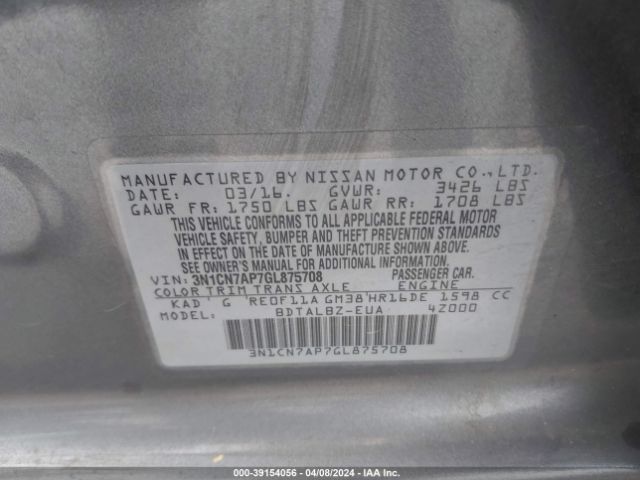 MANUFACTURED BY NISSAN MOTOR CO., LTD.
DATE: 03/16. GVWR: 3426 LBS
GAWR FR: 1750 LBS GAWR RR: 1708 LBS
THIS VEHICLE CONFORMS TO ALL APPLICABLE FEDERAL MOTOR
VEHICLE SAFETY, BUMPER AND THEFT PREVENTION STANDARDS
IN EFFECT ON THE DATE OF MANUFACTURE SHOWN ABOVE.
SEE OWNER'S MANUAL FOR ADDITIONAL INFORMATION.
VIN: 3N1CN7AP7GL875708 PASSENGER CAR.
COLOR TRIM TRANS AXLE ENGINE
KAD G RE0F11A GM38 HR16DE 1598 CC
MODEL: BDTALBZ-EUA 42000
3N1CN7AP7GL875708
000-39154056 - 04/08/2024 - IAA Inc.